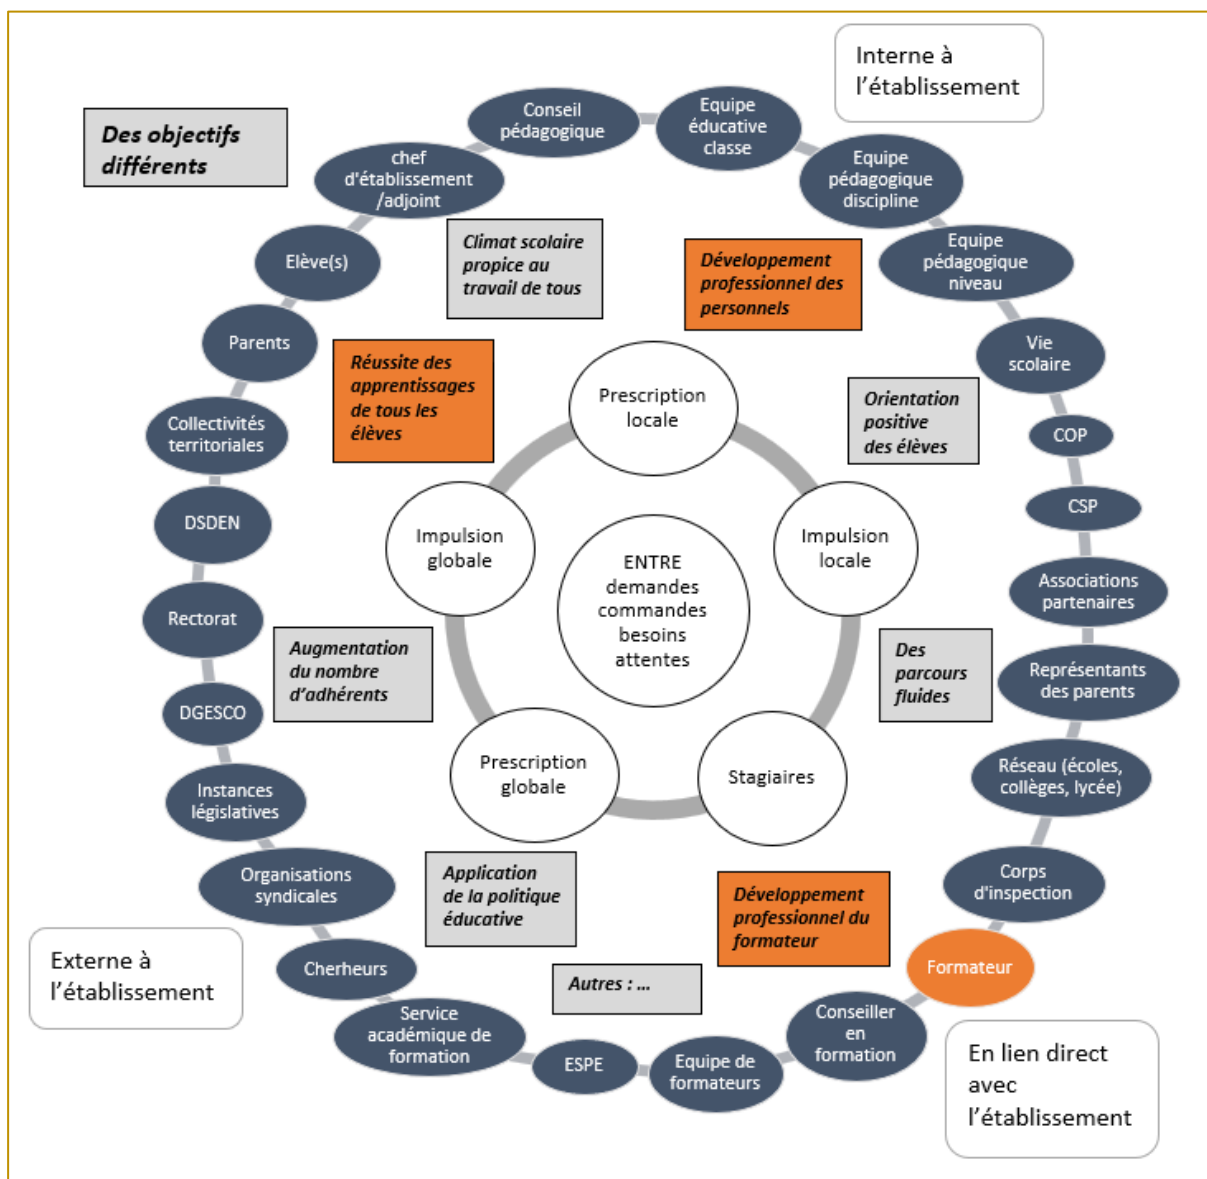 Interne à
l’établissement
Des objectifs
différents
Conseil
pédagogique
Equipe
éducative
classe
Equipe
pédagogique
discipline
Equipe
pédagogique
niveau
Vie
scolaire
COP
CSP
Associations
partenaires
Représentants
des parents
Réseau (écoles,
collèges, lycée)
Corps
d'inspection
Formateur
Conseiller
en
formation
Equipe de
formateurs
ESPE
Service
académique de
formation
Cherheurs
Organisations
syndicales
Instances
législatives
DGESCO
Rectorat
DSDEN
Collectivités
territoriales
Parents
Elève(s)
chef
d'établissement
/adjoint
Climat scolaire
propice au
travail de tous
Développement
professionnel des
personnels
Réussite des
apprentissages
de tous les
élèves
Orientation
positive
des élèves
Augmentation
du nombre
d’adhérents
Des
parcours
fluides
Application
de la politique
éducative
Développement
professionnel du
formateur
Autres : ...
Prescription
locale
Impulsion
globale
Impulsion
locale
ENTRE
demandes
commandes
besoins
attentes
Prescription
globale
Stagiaires
Externe à
l’établissement
En lien direct
avec
l’établissement